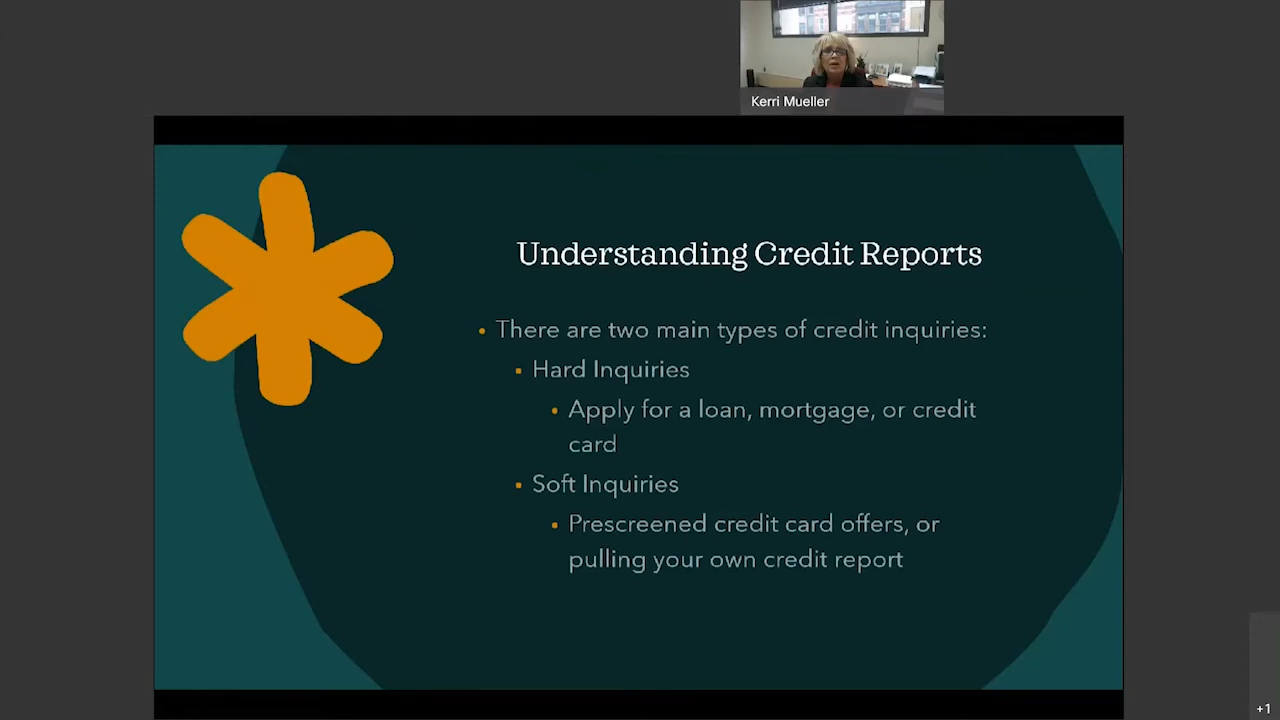 Kerri Mueller
Understanding Credit Reports
• There are two main types of credit inquiries:
• Hard Inquiries
• Apply for a loan, mortgage, or credit
card
• Soft Inquiries
• Prescreened credit card offers, or
pulling your own credit report
+1